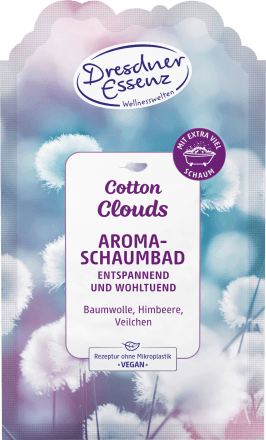 Dresdner
Essenz
Wellnesswelten
MIT EXTRA VIEL
SCHAUM
Cotton
Clouds
AROMA-
SCHAUMBAD
ENTSPANNEND
UND WOHLTUEND
Baumwolle, Himbeere,
Veilchen
Rezeptur ohne Mikroplastik
•VEGAN•